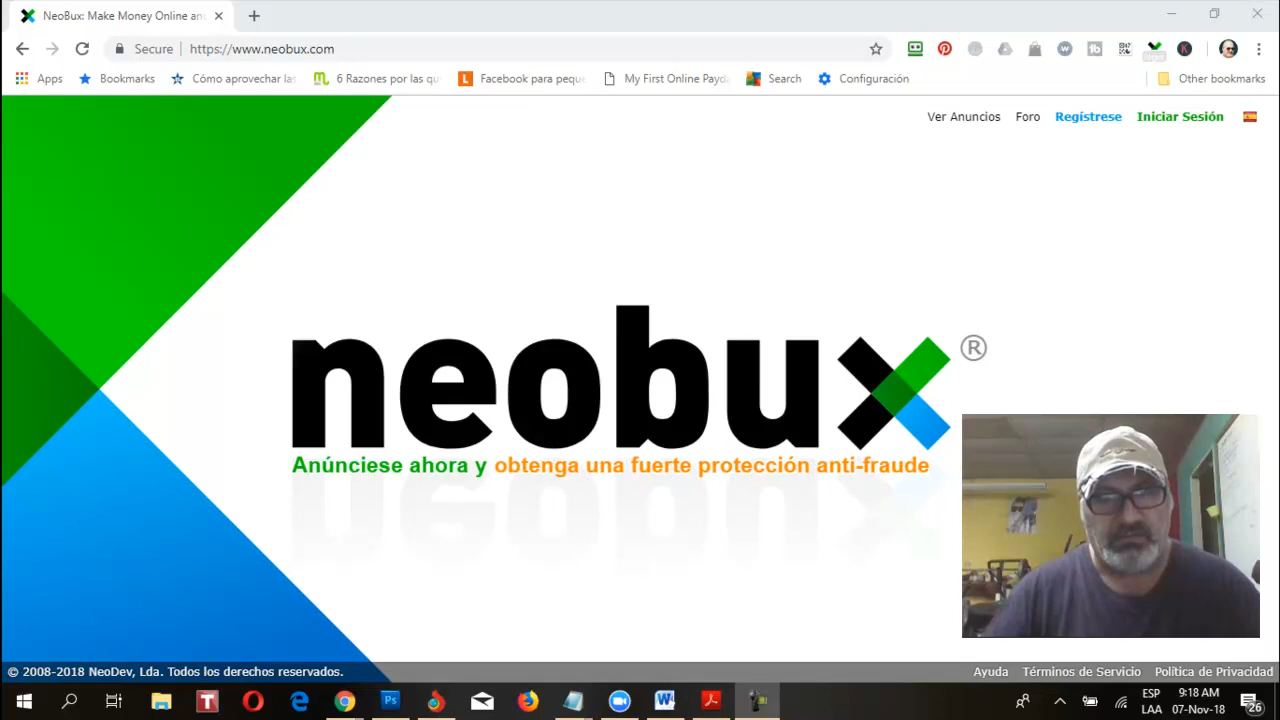 NeoBux: Make Money Online and
Secure
https://www.neobux.com
Apps
Bookmarks
Cómo aprovechar las
6 Razones por las qu
Facebook para peque
My First Online Payda
Search
Configuración
Other bookmarks
Ver Anuncios
Foro
Regístrese
Iniciar Sesión
neobux®
Anúnciese ahora y obtenga una fuerte protección anti-fraude
© 2008-2018 NeoDev, Lda. Todos los derechos reservados.
Ayuda
Términos de Servicio
Política de Privacidad
ESP
9:18 AM
LAA
07-Nov-18
26